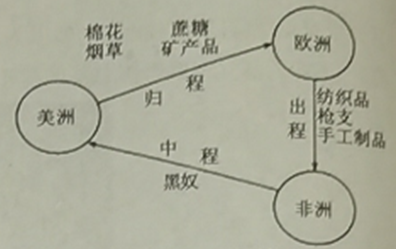 棉花 蔗糖
烟草 矿产品
欧洲
归程
美洲
出程
纺织品
枪支
手工制品
中程
黑奴
非洲